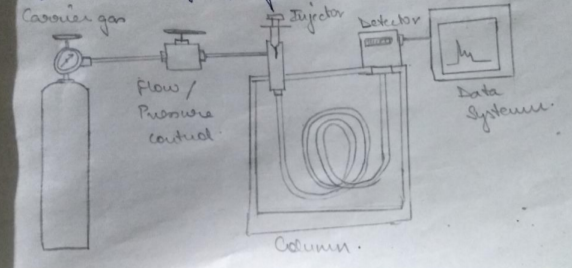 Carrier gas
Injector
Detector
Flow /
Pressure
control.
Data
System.
Column.